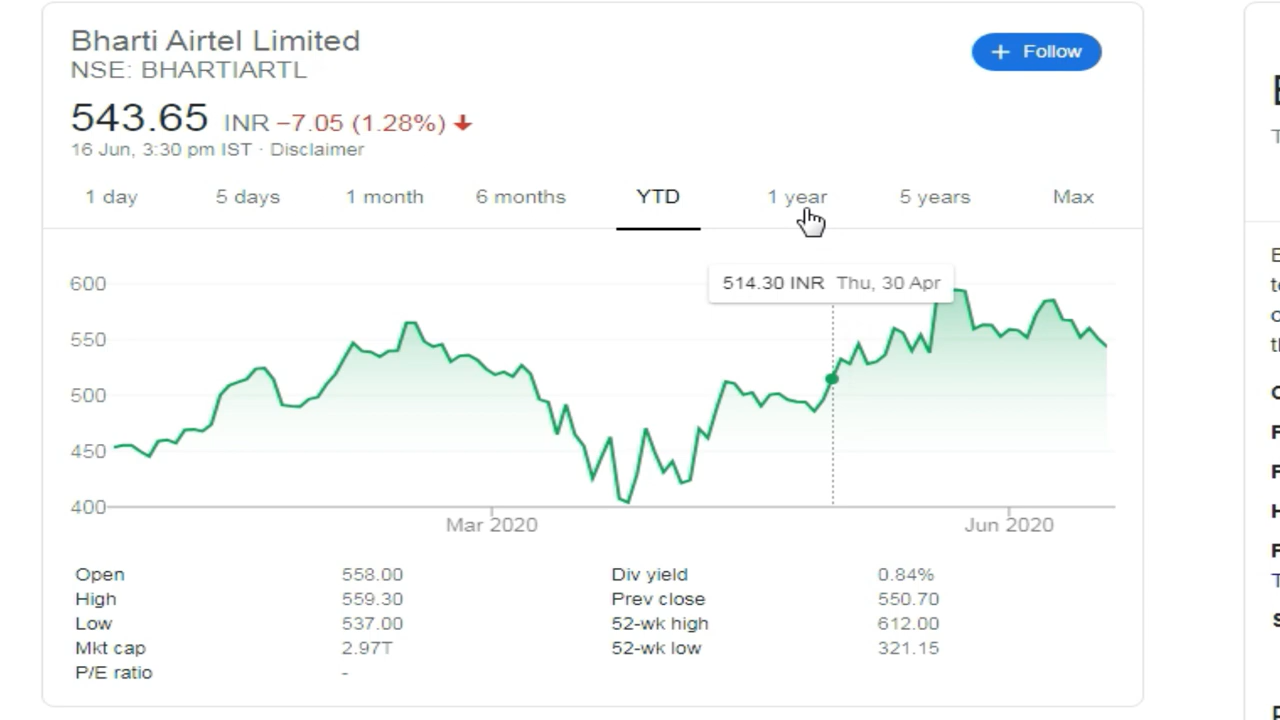 Bharti Airtel Limited
NSE: BHARTIARTL
+ Follow
543.65 INR −7.05 (1.28%)
16 Jun, 3:30 pm IST · Disclaimer
1 day 5 days 1 month 6 months YTD 1 year 5 years Max
514.30 INR Thu, 30 Apr
600
550
500
450
400
Mar 2020 Jun 2020
Open 558.00 Div yield 0.84%
High 559.30 Prev close 550.70
Low 537.00 52-wk high 612.00
Mkt cap 2.97T 52-wk low 321.15
P/E ratio -